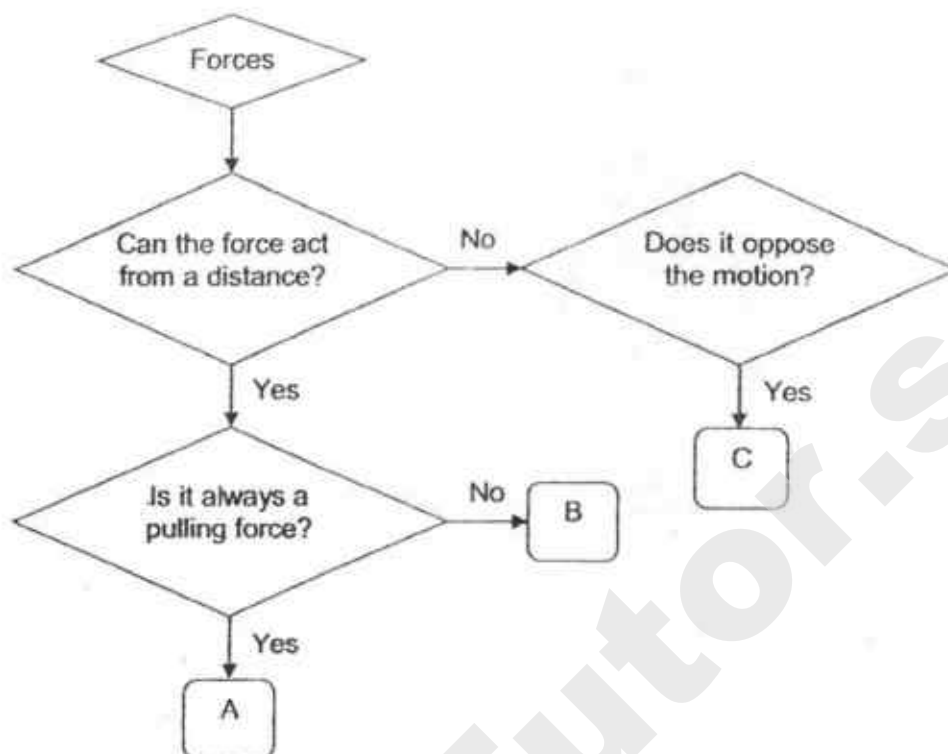 Forces
Can the force act
from a distance?
No
Does it oppose
the motion?
Yes
Yes
C
Is it always a
pulling force?
No
B
Yes
A
utor.s